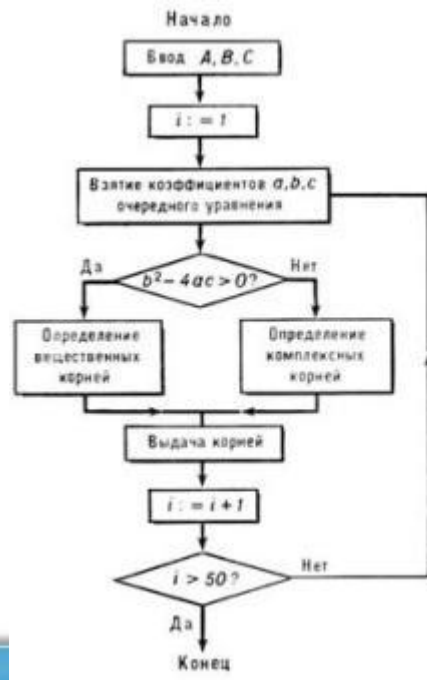 Начало
Ввод A, B, C
i : = 1
Взятие коэффициентов a,b,c
очередного уравнения
Да
b² – 4ac > 0?
Нет
Определение
вещественных
корней
Определение
комплексных
корней
Выдача корней
i : = i + 1
i > 50?
Нет
Да
Конец